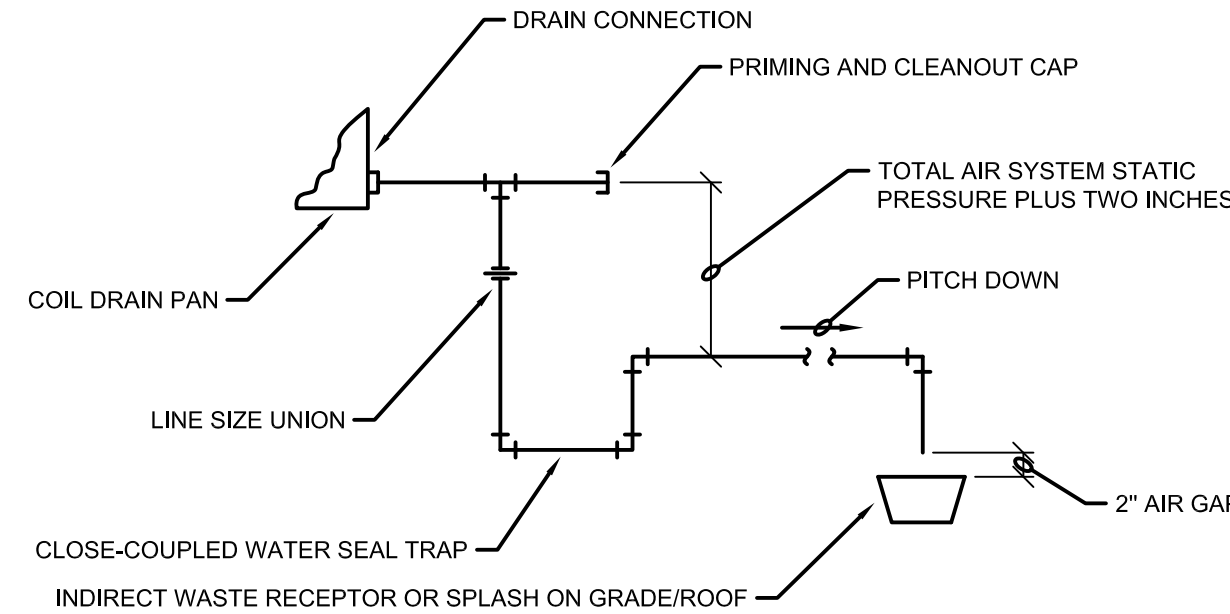 DRAIN CONNECTION
PRIMING AND CLEANOUT CAP
TOTAL AIR SYSTEM STATIC
PRESSURE PLUS TWO INCHES
PITCH DOWN
COIL DRAIN PAN
LINE SIZE UNION
2" AIR GAP
CLOSE-COUPLED WATER SEAL TRAP
INDIRECT WASTE RECEPTOR OR SPLASH ON GRADE/ROOF